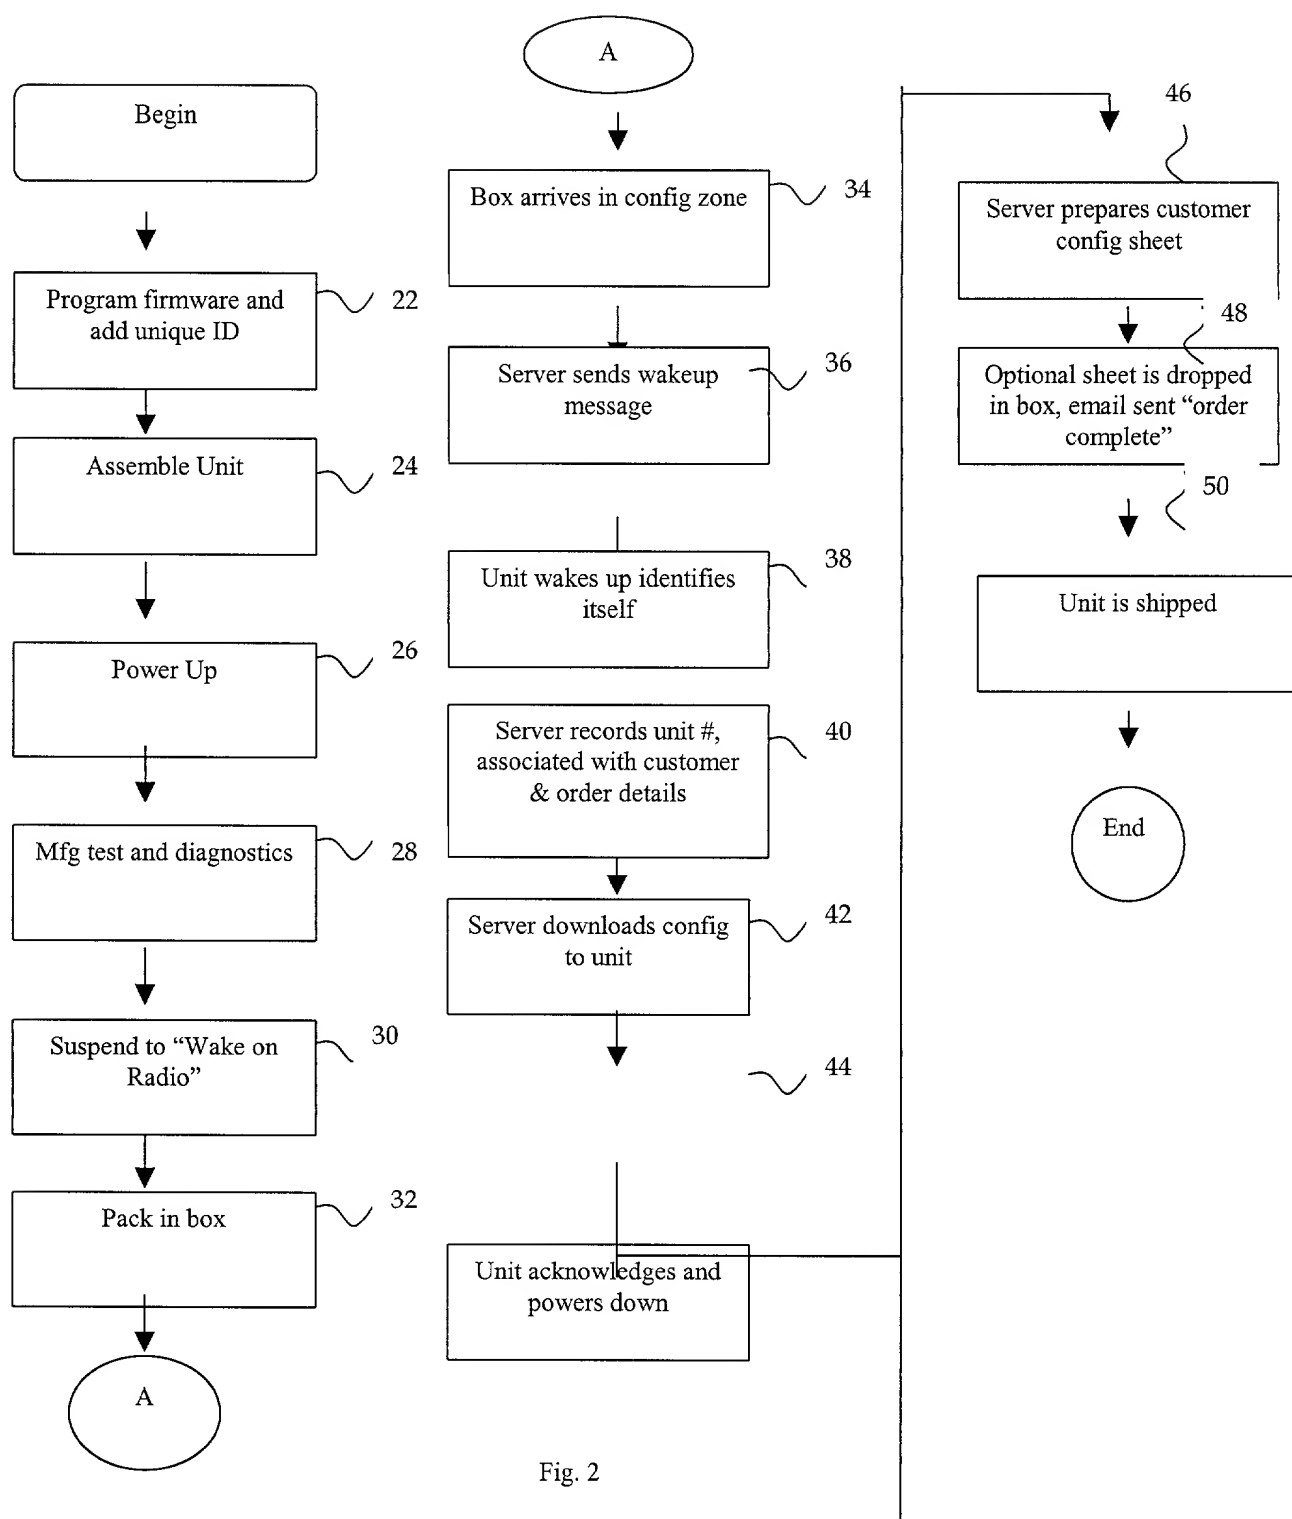 Begin
Program firmware and
add unique ID
22
Assemble Unit
24
Power Up
26
Mfg test and diagnostics
28
Suspend to “Wake on
Radio”
30
Pack in box
32
A
A
Box arrives in config zone
34
Server sends wakeup
message
36
Unit wakes up identifies
itself
38
Server records unit #,
associated with customer
& order details
40
Server downloads config
to unit
42
44
Unit acknowledges and
powers down
46
Server prepares customer
config sheet
48
Optional sheet is dropped
in box, email sent “order
complete”
50
Unit is shipped
End
Fig. 2